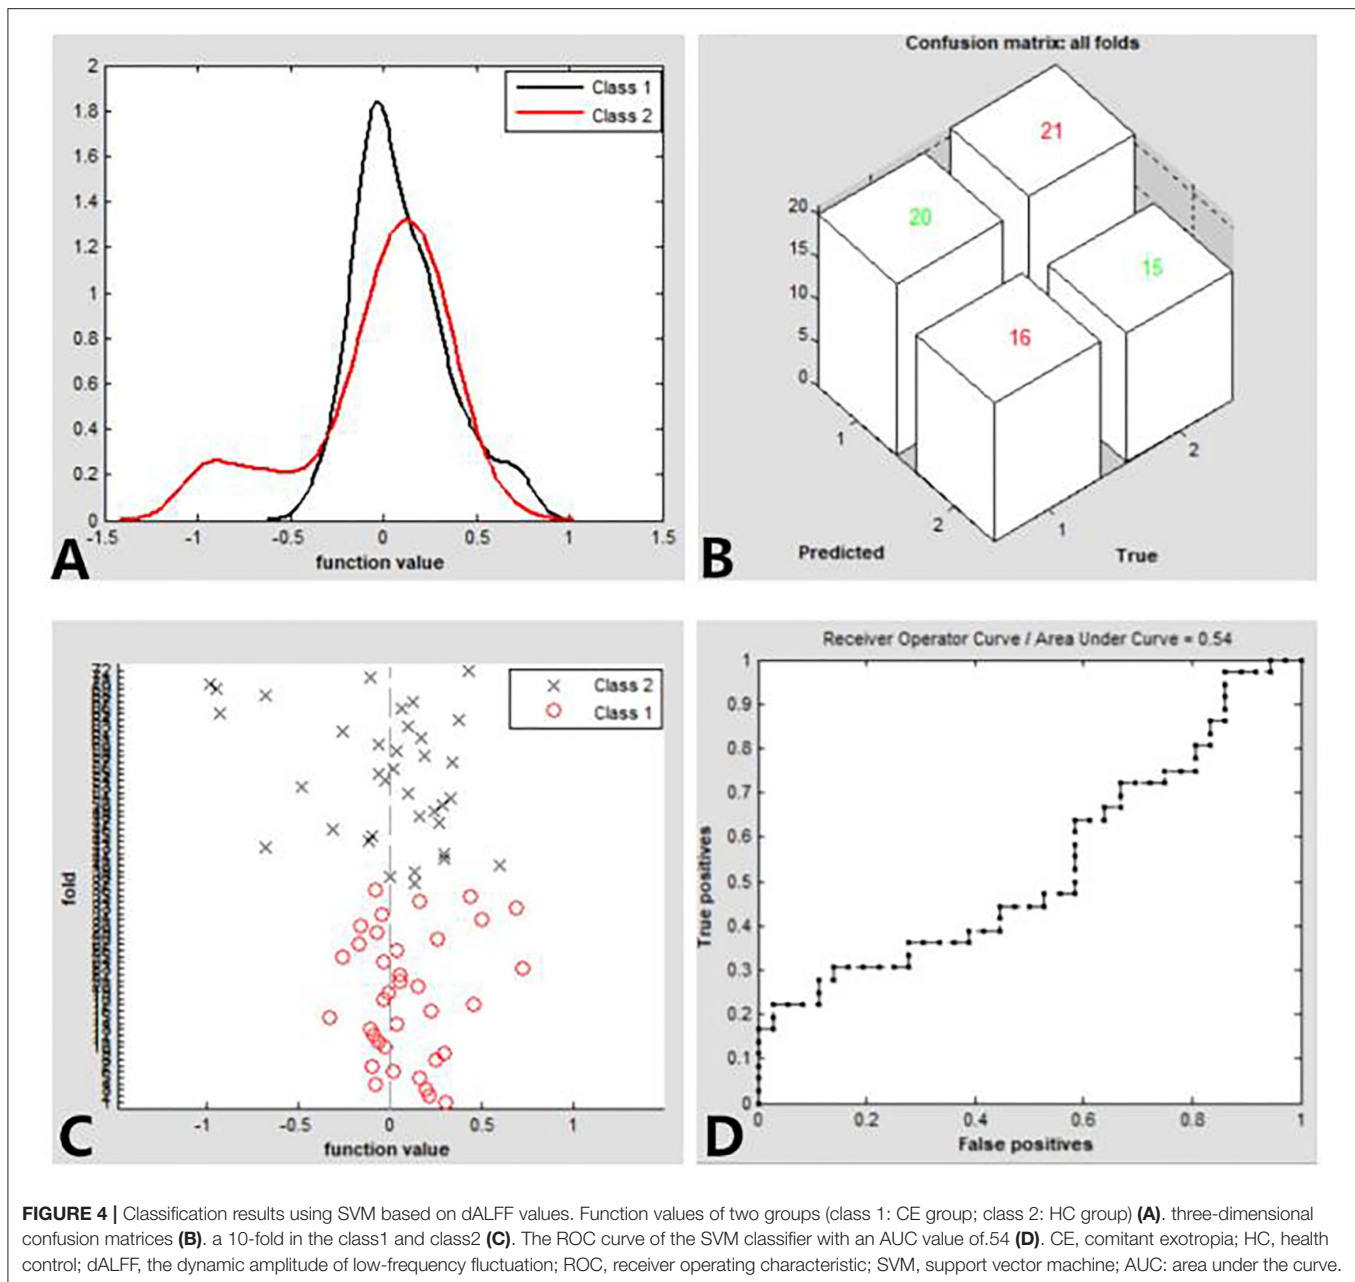 2
1.8
1.6
1.4
1.2
1
0.8
0.6
0.4
0.2
0
-1.5
-1
-0.5
0
0.5
1
1.5
function value
Class 1
Class 2
A
Confusion matrix: all folds
21
20
15
16
20
15
10
5
0
1
2
1
2
Predicted
True
B
72
fold
Class 2
Class 1
-1
-0.5
0
0.5
1
function value
C
Receiver Operator Curve / Area Under Curve = 0.54
1
0.9
0.8
0.7
0.6
0.5
0.4
0.3
0.2
0.1
0
True positives
0
0.2
0.4
0.6
0.8
1
False positives
D
FIGURE 4 | Classification results using SVM based on dALFF values. Function values of two groups (class 1: CE group; class 2: HC group) (A). three-dimensional
confusion matrices (B). a 10-fold in the class1 and class2 (C). The ROC curve of the SVM classifier with an AUC value of.54 (D). CE, comitant exotropia; HC, health
control; dALFF, the dynamic amplitude of low-frequency fluctuation; ROC, receiver operating characteristic; SVM, support vector machine; AUC: area under the curve.